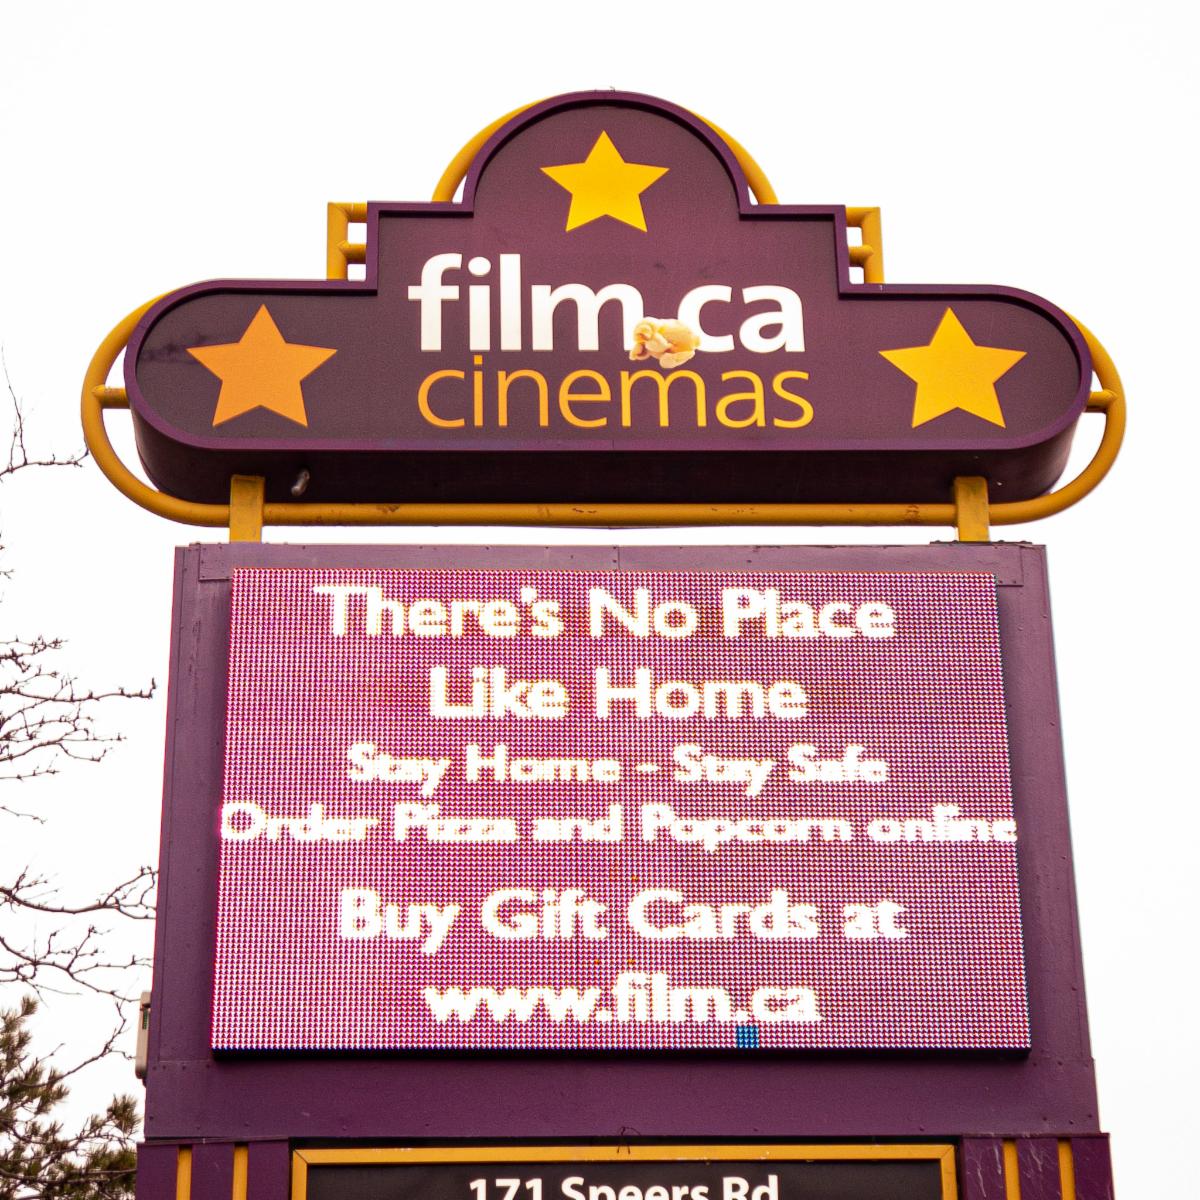 film.ca
cinemas
There's No Place
Like Home
Stay Home - Stay Safe
Order Pizza and Popcorn online
Buy Gift Cards at
www.film.ca
171 Speers Rd